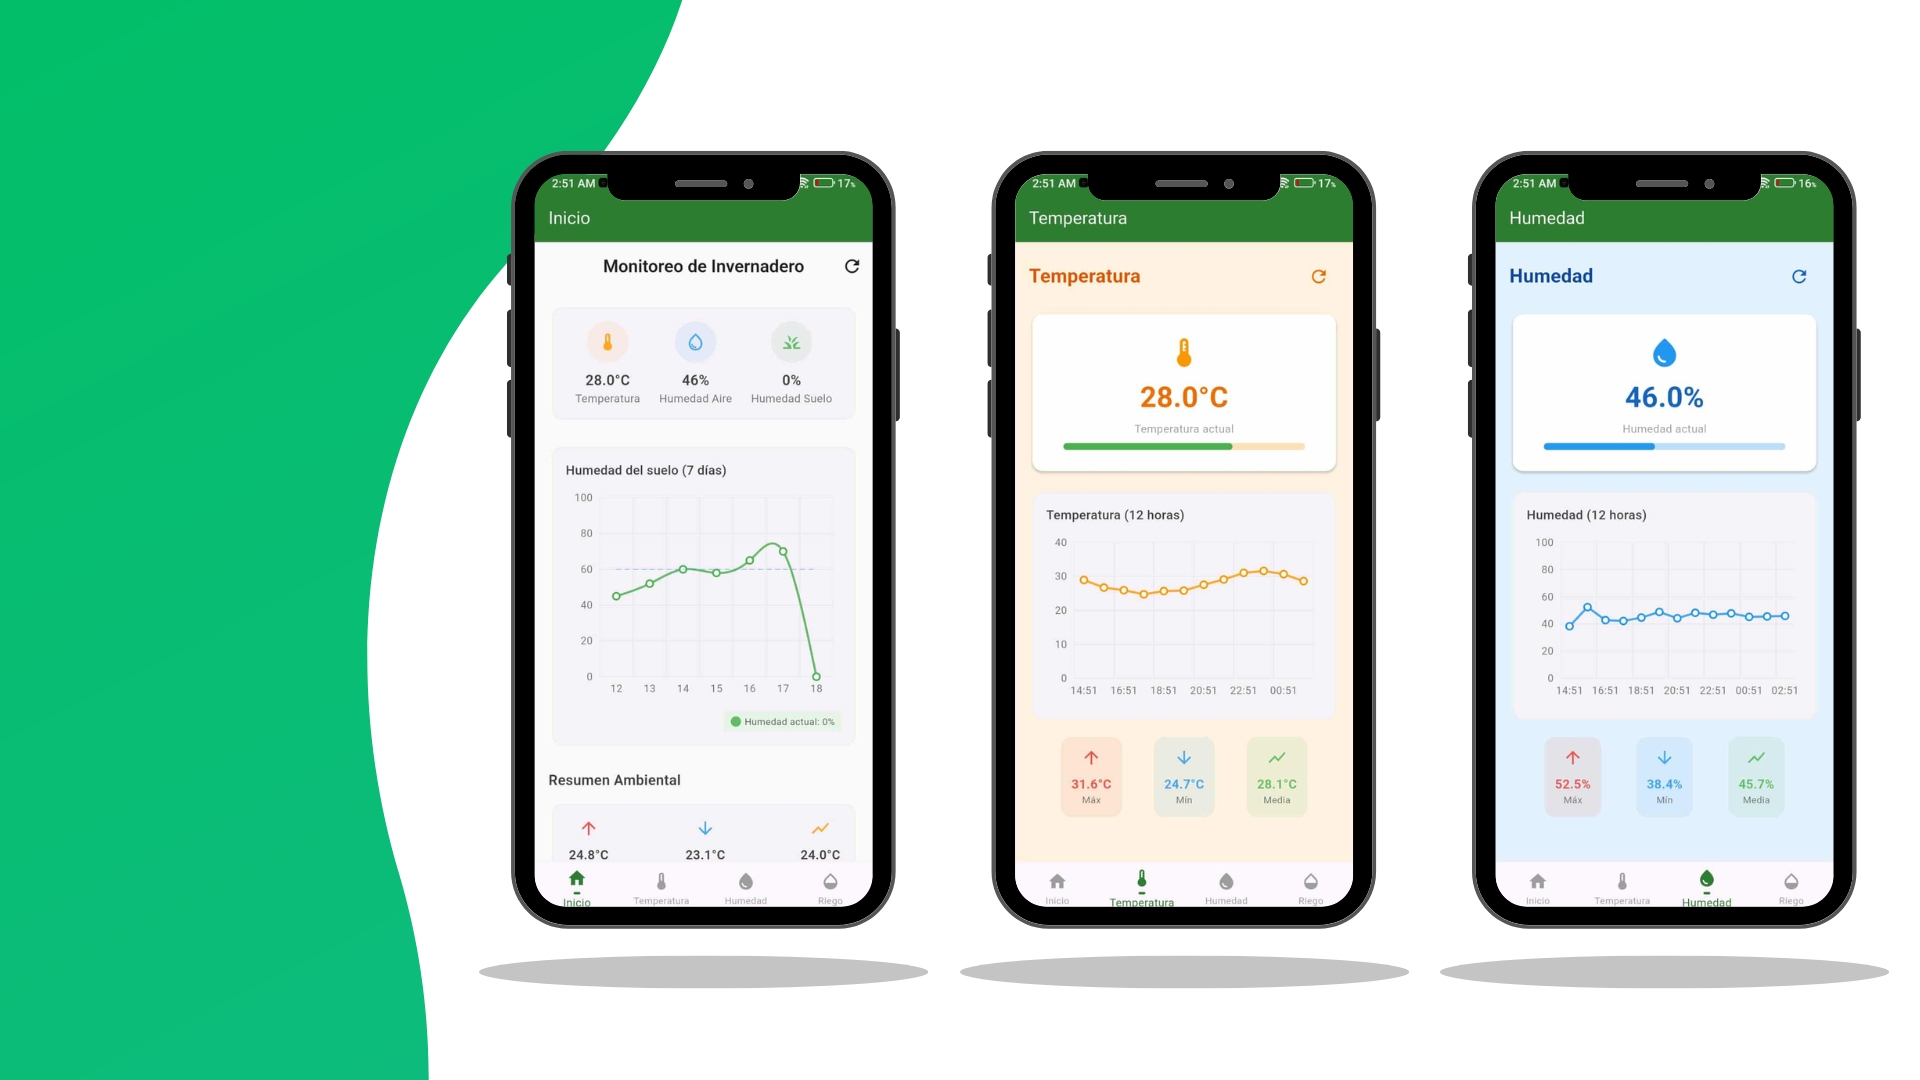 2:51 AM 17%
Inicio
Monitoreo de Invernadero
28.0°C 46% 0%
Temperatura Humedad Aire Humedad Suelo
Humedad del suelo (7 días)
100
80
60
40
20
0
12 13 14 15 16 17 18
Humedad actual: 0%
Resumen Ambiental
24.8°C 23.1°C 24.0°C
Inicio Temperatura Humedad Riego
2:51 AM 17%
Temperatura
Temperatura
28.0°C
Temperatura actual
Temperatura (12 horas)
40
30
20
10
0
14:51 16:51 18:51 20:51 22:51 00:51
31.6°C 24.7°C 28.1°C
Máx Mín Media
Inicio Temperatura Humedad Riego
2:51 AM 16%
Humedad
Humedad
46.0%
Humedad actual
Humedad (12 horas)
100
80
60
40
20
0
14:51 16:51 18:51 20:51 22:51 00:51 02:51
52.5% 38.4% 45.7%
Máx Mín Media
Inicio Temperatura Humedad Riego